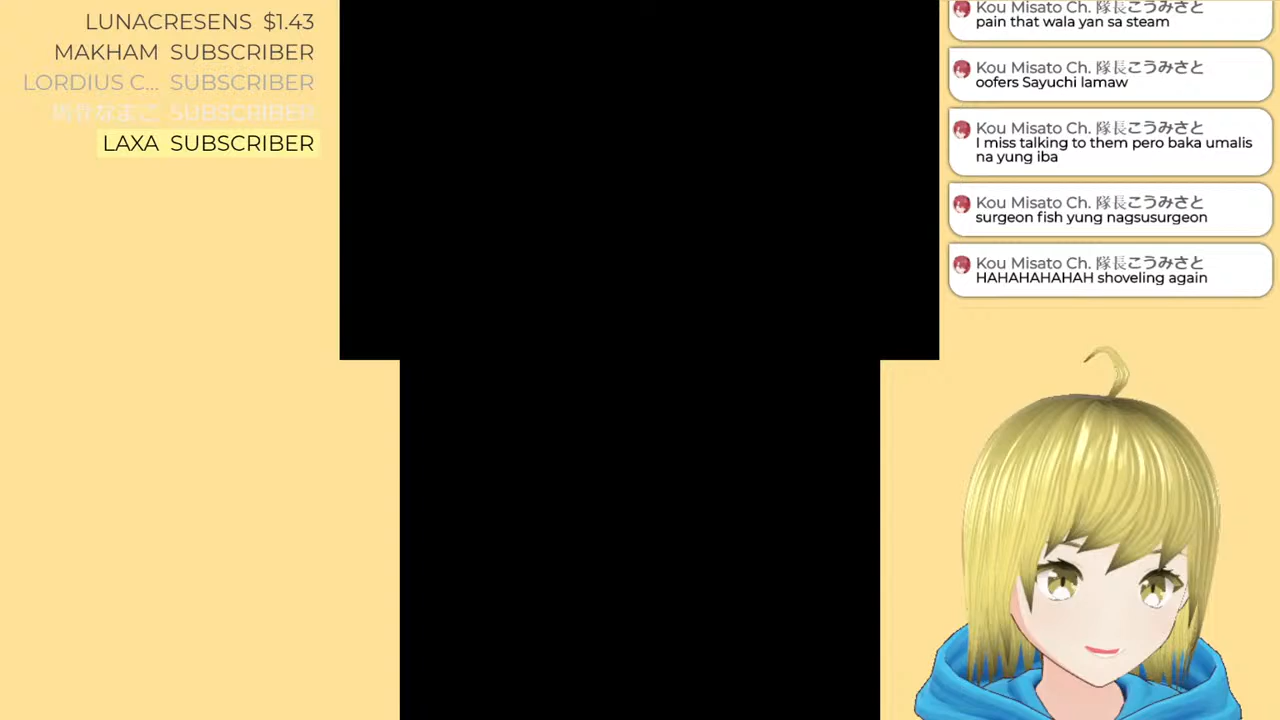 LUNACRESENS $1.43
MAKHAM SUBSCRIBER
LORDIUS C... SUBSCRIBER
SUBSCRIBER
LAXA SUBSCRIBER
Kou Misato Ch. 隊長こうみさと
pain that wala yan sa steam
Kou Misato Ch. 隊長こうみさと
oofers Sayuchi lamaw
Kou Misato Ch. 隊長こうみさと
I miss talking to them pero baka umalis
na yung iba
Kou Misato Ch. 隊長こうみさと
surgeon fish yung nagsusurgeon
Kou Misato Ch. 隊長こうみさと
HAHAHAHAHAH shoveling again